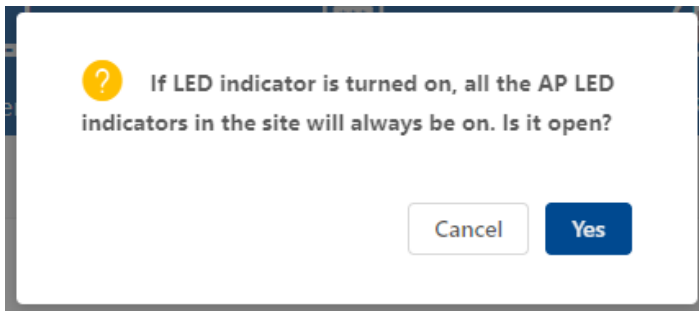 If LED indicator is turned on, all the AP LED
indicators in the site will always be on. Is it open?
Cancel
Yes